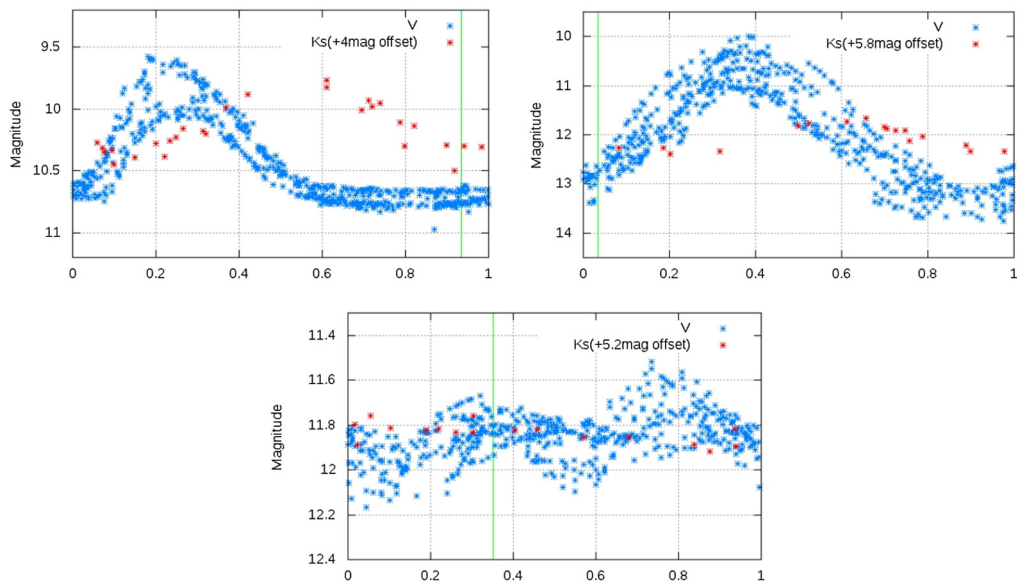 V
Ks(+4mag offset)
Magnitude
9.5
10
10.5
11
0 0.2 0.4 0.6 0.8 1
V
Ks(+5.8mag offset)
Magnitude
10
11
12
13
14
0 0.2 0.4 0.6 0.8 1
V
Ks(+5.2mag offset)
Magnitude
11.4
11.6
11.8
12
12.2
12.4
0 0.2 0.4 0.6 0.8 1